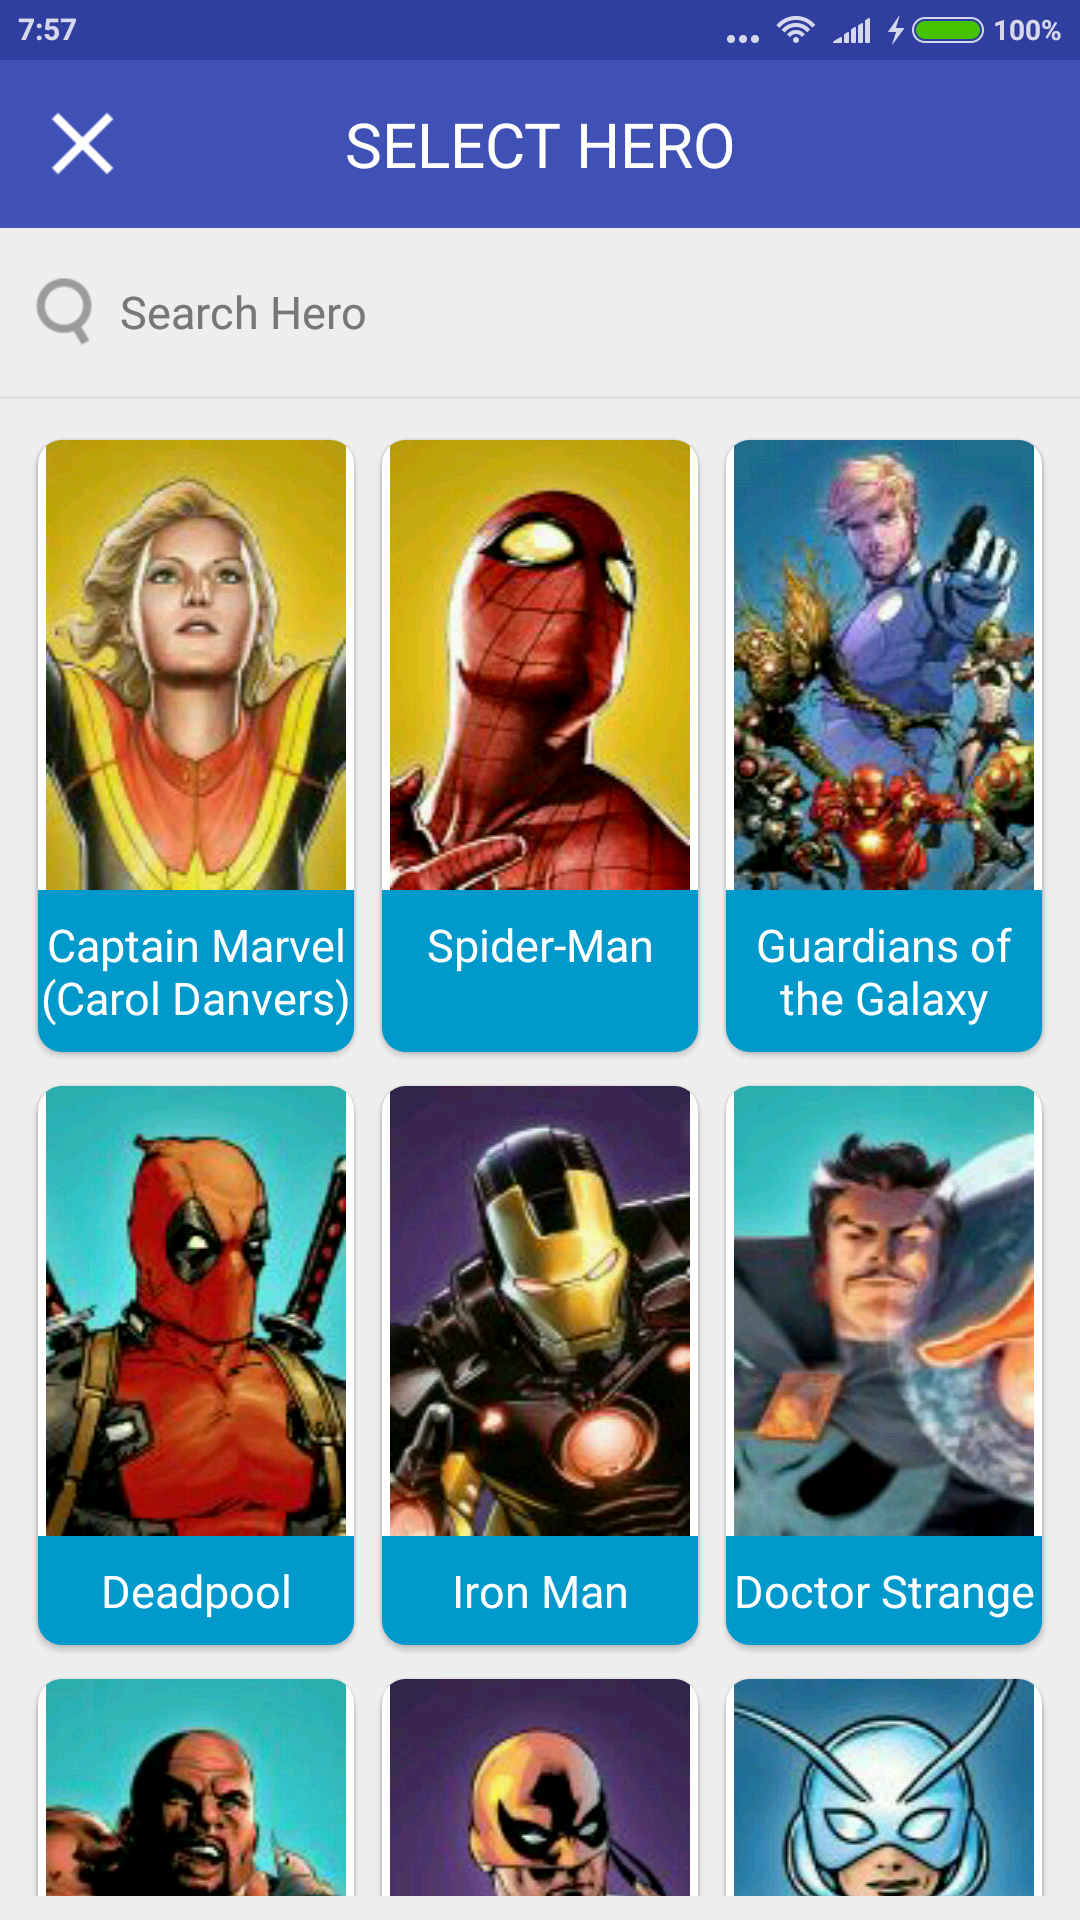 7:57
100%
SELECT HERO
Search Hero
Captain Marvel
(Carol Danvers)
Spider-Man
Guardians of
the Galaxy
Deadpool
Iron Man
Doctor Strange